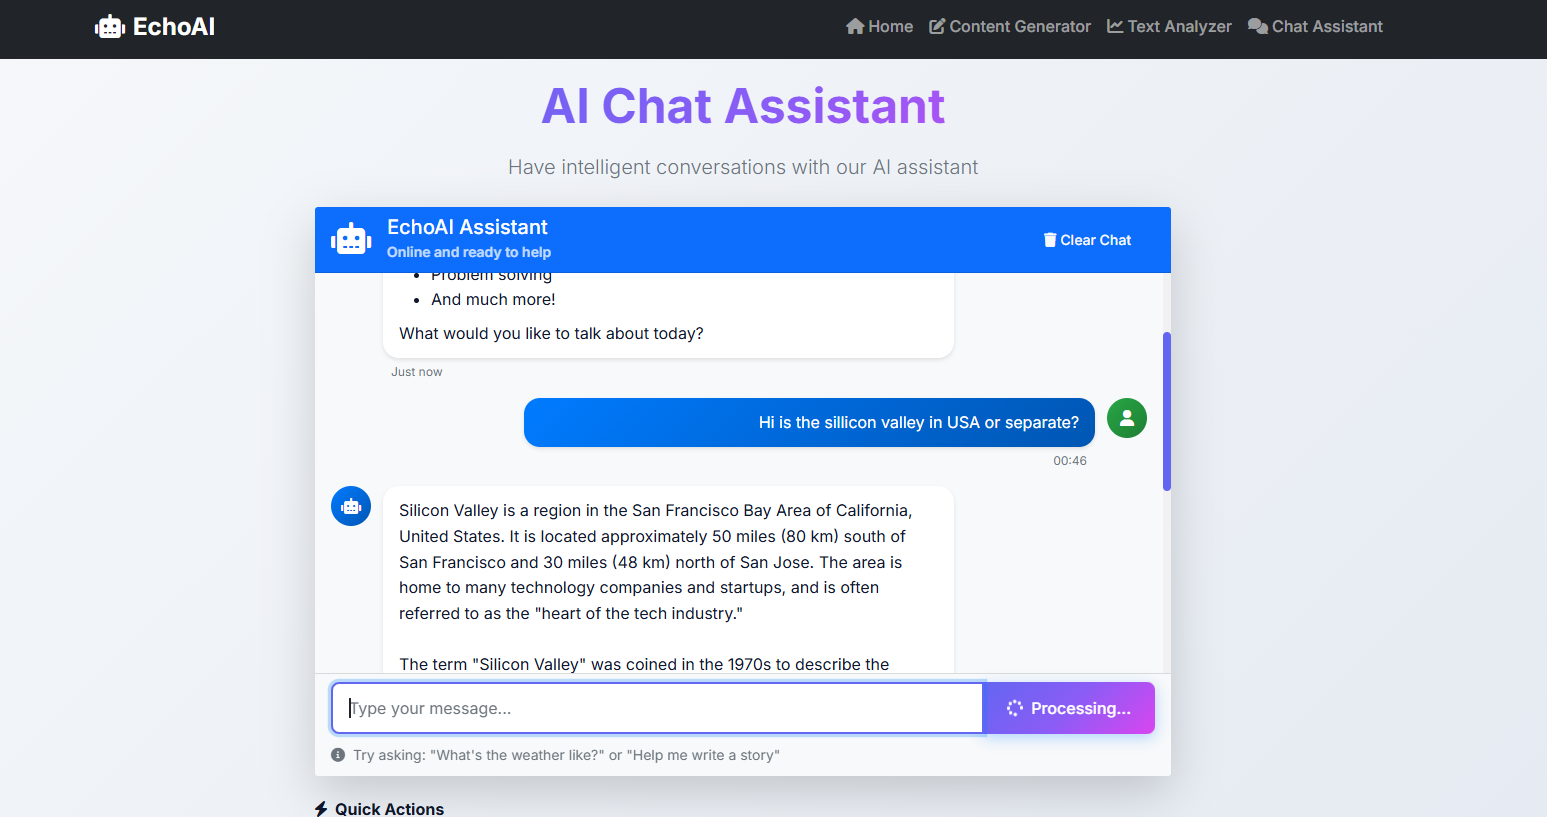 EchoAI
Home Content Generator Text Analyzer Chat Assistant
AI Chat Assistant
Have intelligent conversations with our AI assistant
EchoAI Assistant
Online and ready to help
Clear Chat
• Problem solving
• And much more!
What would you like to talk about today?
Just now
Hi is the sillicon valley in USA or separate?
00:46
Silicon Valley is a region in the San Francisco Bay Area of California,
United States. It is located approximately 50 miles (80 km) south of
San Francisco and 30 miles (48 km) north of San Jose. The area is
home to many technology companies and startups, and is often
referred to as the "heart of the tech industry."
The term "Silicon Valley" was coined in the 1970s to describe the
Type your message...
Processing...
Try asking: "What's the weather like?" or "Help me write a story"
Quick Actions